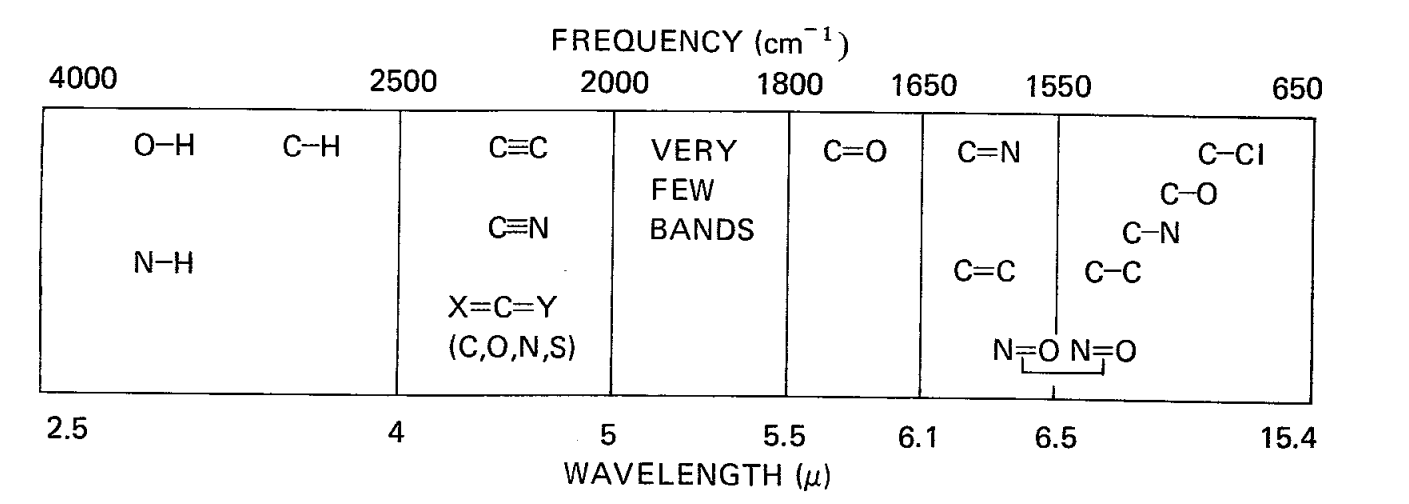 FREQUENCY (cm⁻¹)
4000 2500 2000 1800 1650 1550 650
O−H C−H C≡C VERY C=O C=N C−Cl
FEW C−O
C≡N BANDS C−N
N−H C=C C−C
X=C=Y
(C,O,N,S) N=O N=O
2.5 4 5 5.5 6.1 6.5 15.4
WAVELENGTH (μ)